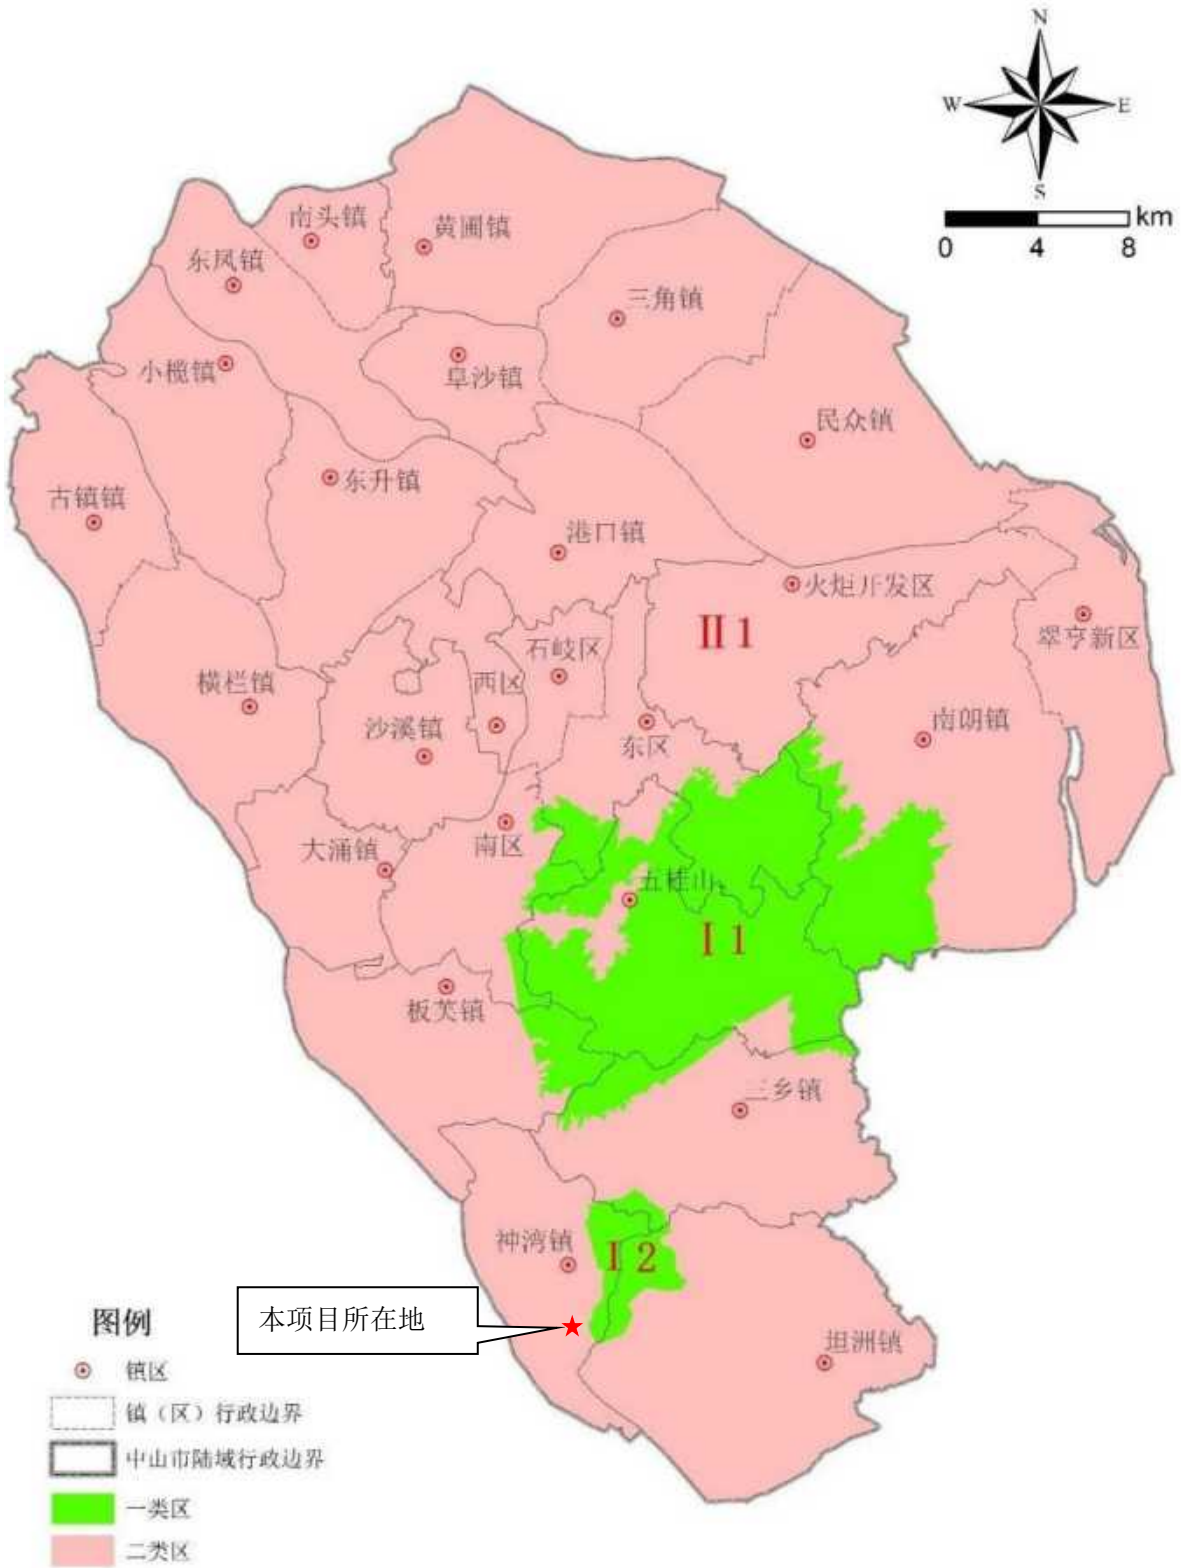 N
W
E
S
km
0
4
8
南头镇
黄圃镇
东凤镇
三角镇
小榄镇
阜沙镇
民众镇
东升镇
古镇镇
港口镇
火炬开发区
II 1
翠亨新区
石岐区
横栏镇
西区
沙溪镇
东区
南朗镇
大涌镇
南区
五桂山
I 1
板芙镇
三乡镇
神湾镇
I 2
本项目所在地
坦洲镇
图例
镇区
镇（区）行政边界
中山市陆域行政边界
一类区
二类区